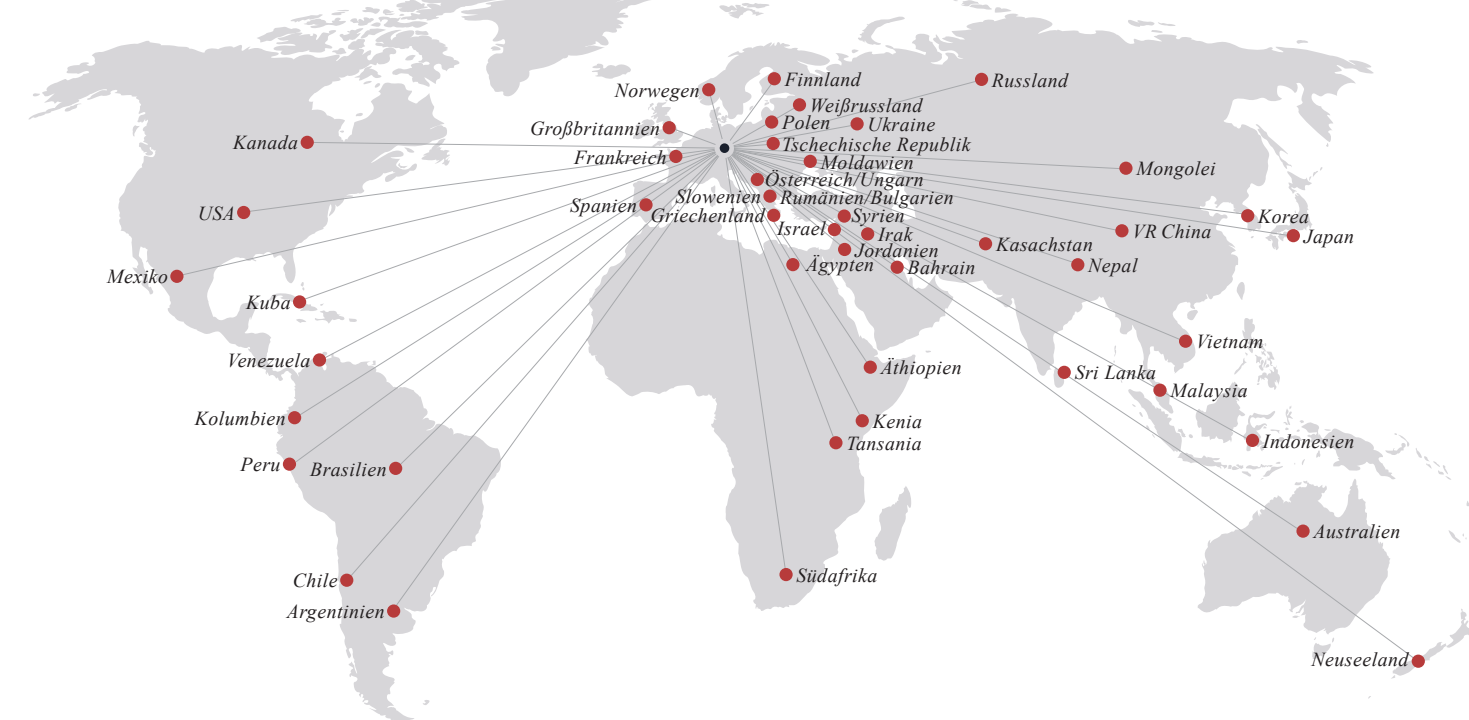 Finnland
Russland
Norwegen
Weißrussland
Polen
Ukraine
Großbritannien
Kanada
Tschechische Republik
Frankreich
Moldawien
Mongolei
Österreich/Ungarn
Slowenien
Rumänien/Bulgarien
Spanien
USA
Griechenland
Syrien
Korea
Israel
Irak
VR China
Japan
Kasachstan
Jordanien
Mexiko
Ägypten
Bahrain
Nepal
Kuba
Vietnam
Venezuela
Äthiopien
Sri Lanka
Malaysia
Kolumbien
Kenia
Tansania
Indonesien
Peru
Brasilien
Australien
Südafrika
Chile
Argentinien
Neuseeland